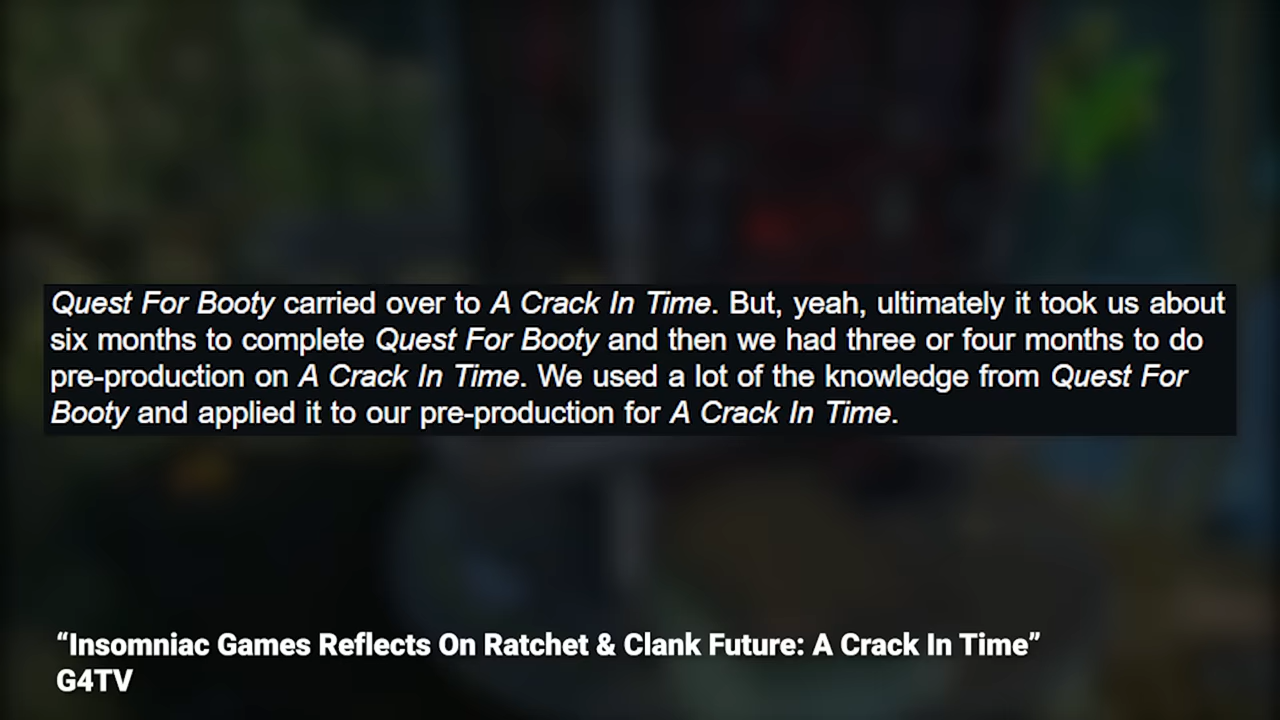 Quest For Booty carried over to A Crack In Time. But, yeah, ultimately it took us about
six months to complete Quest For Booty and then we had three or four months to do
pre-production on A Crack In Time. We used a lot of the knowledge from Quest For
Booty and applied it to our pre-production for A Crack In Time.
“Insomniac Games Reflects On Ratchet & Clank Future: A Crack In Time”
G4TV